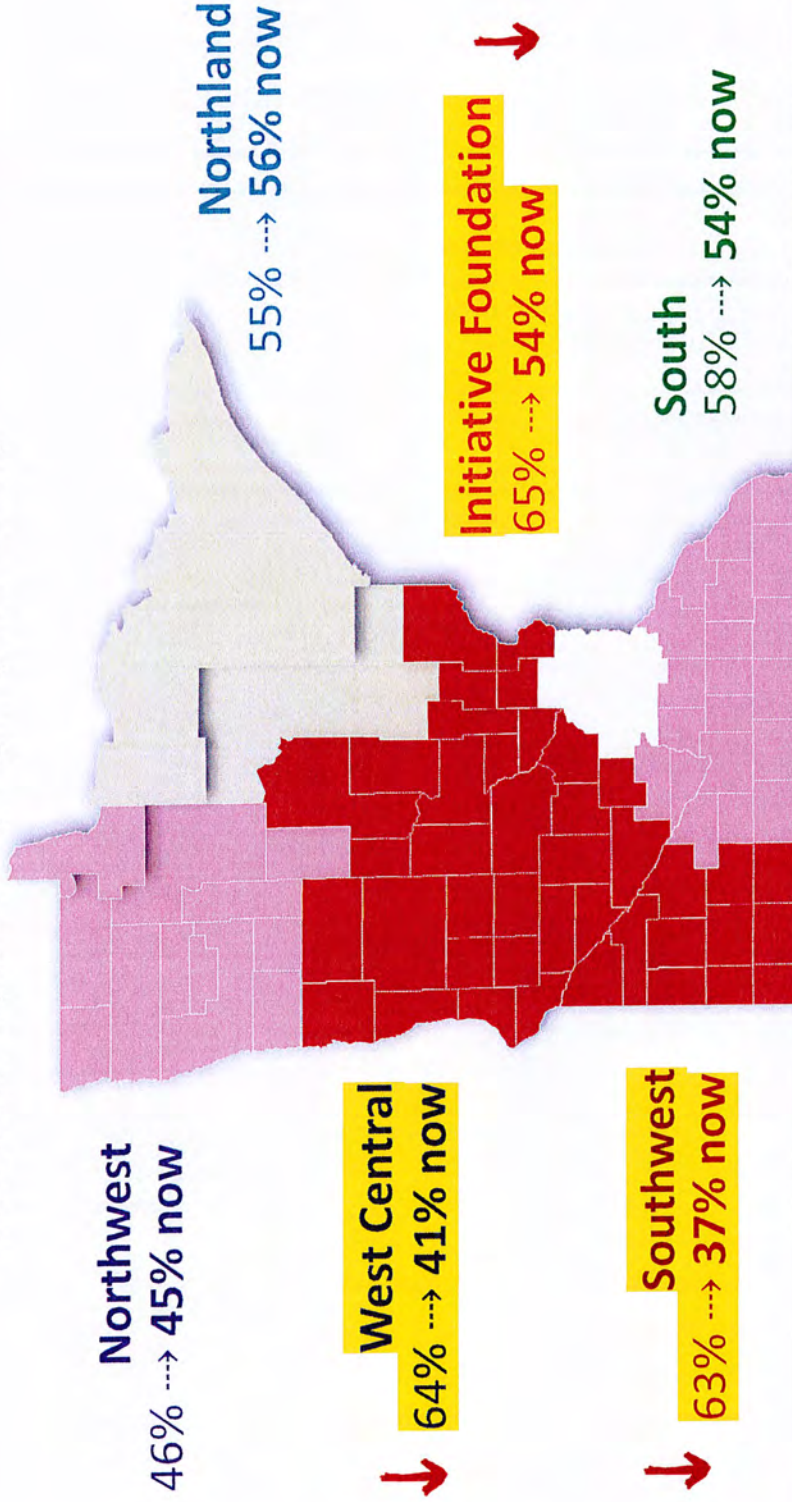 Northwest
46% ----> 45% now
Northland
55% ----> 56% now
West Central
64% ----> 41% now
Initiative Foundation
65% ----> 54% now
Southwest
63% ----> 37% now
South
58% ----> 54% now